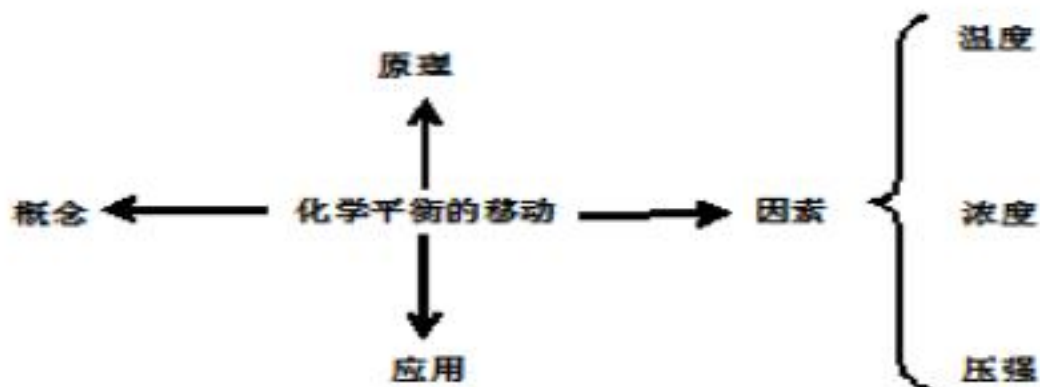 温度
原理
概念
化学平衡的移动
因素
浓度
应用
压强